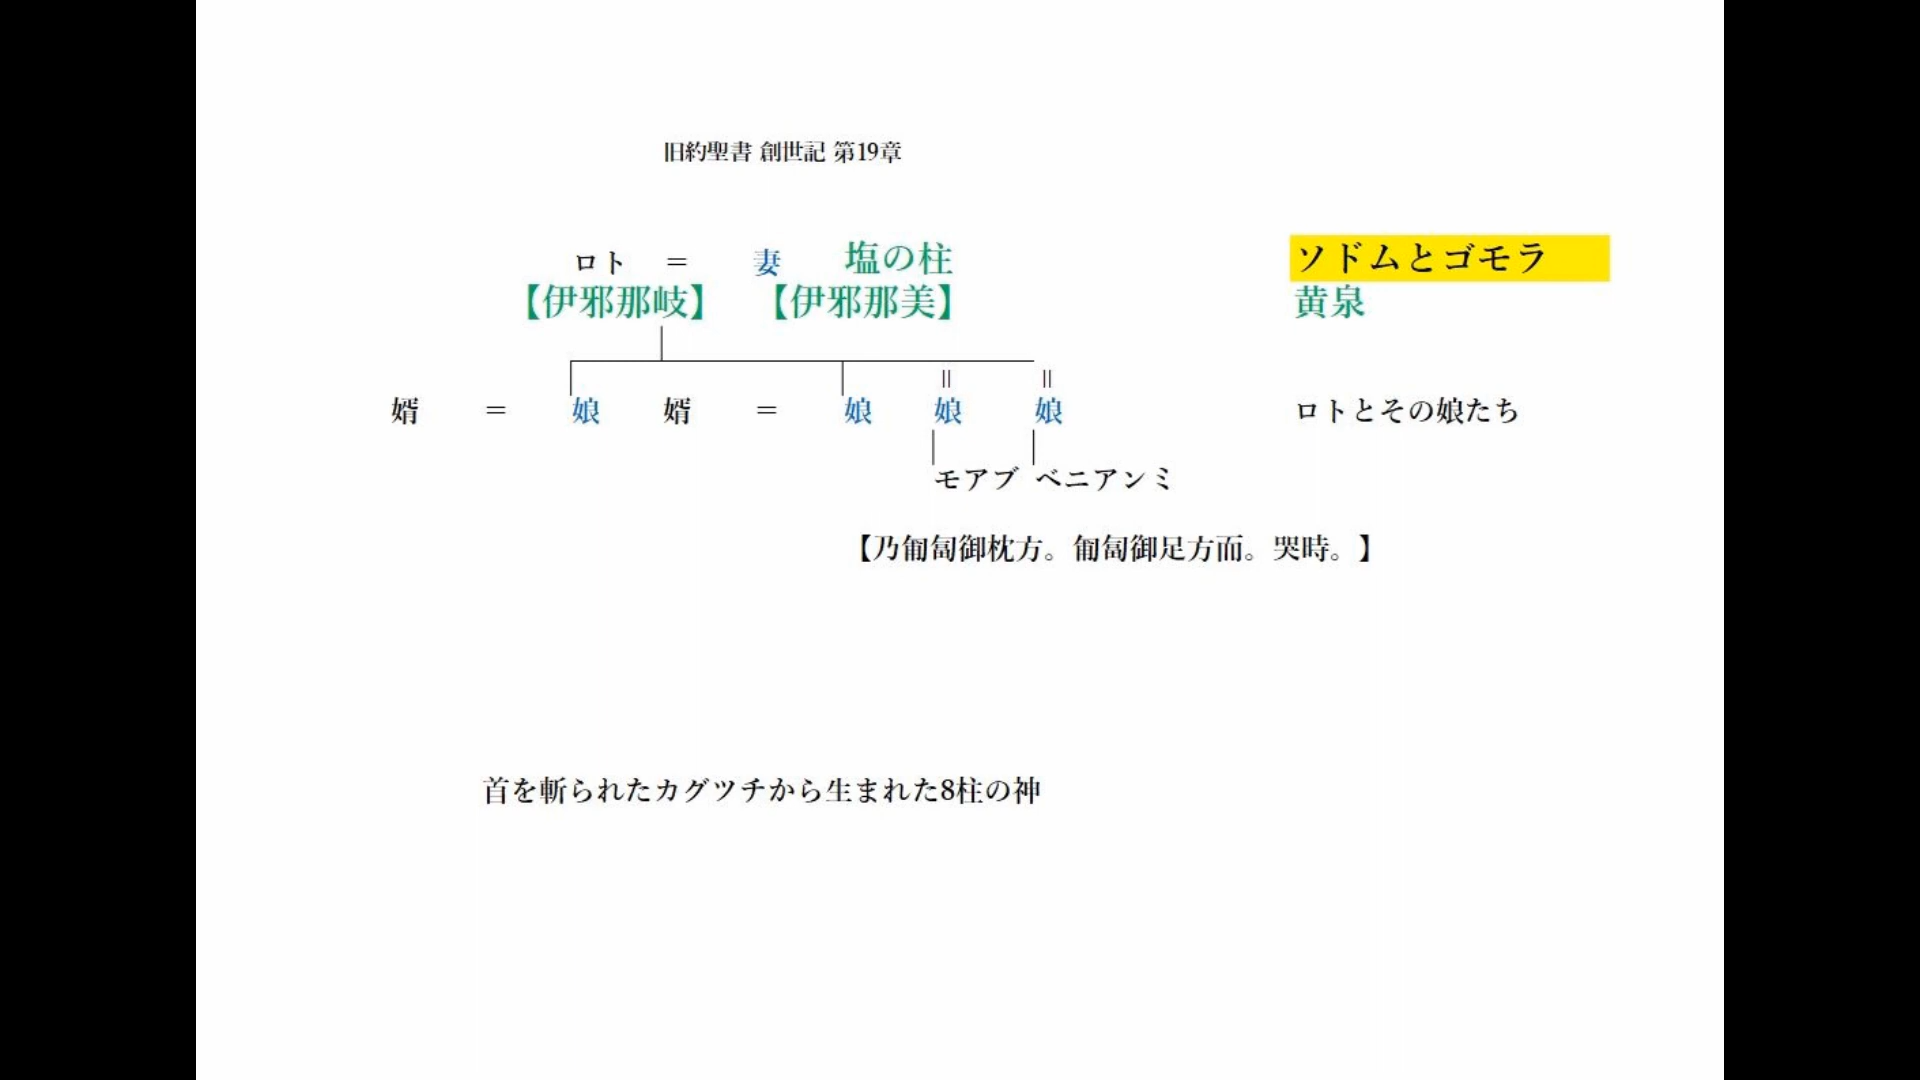 旧約聖書 創世記 第19章
ロト = 妻 塩の柱 ソドムとゴモラ
【伊邪那岐】 【伊邪那美】 黄泉
|| ||
婿 = 娘 婿 = 娘 娘 娘 ロトとその娘たち
モアブ ベニアンミ
【乃匍匐御枕方。匍匐御足方而。哭時。】
首を斬られたカグツチから生まれた8柱の神